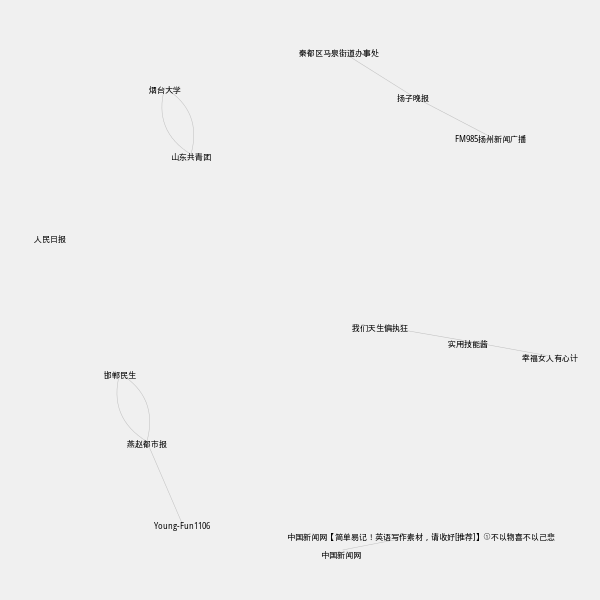 秦都区马泉街道办事处
烟台大学
扬子晚报
FM985扬州新闻广播
山东共青团
人民日报
我们天生偏执狂
实用技能酱
幸福女人有心计
邯郸民生
燕赵都市报
Young-Fun1106
中国新闻网【简单易记！英语写作素材，请收好[推荐]】①不以物喜不以己悲
中国新闻网